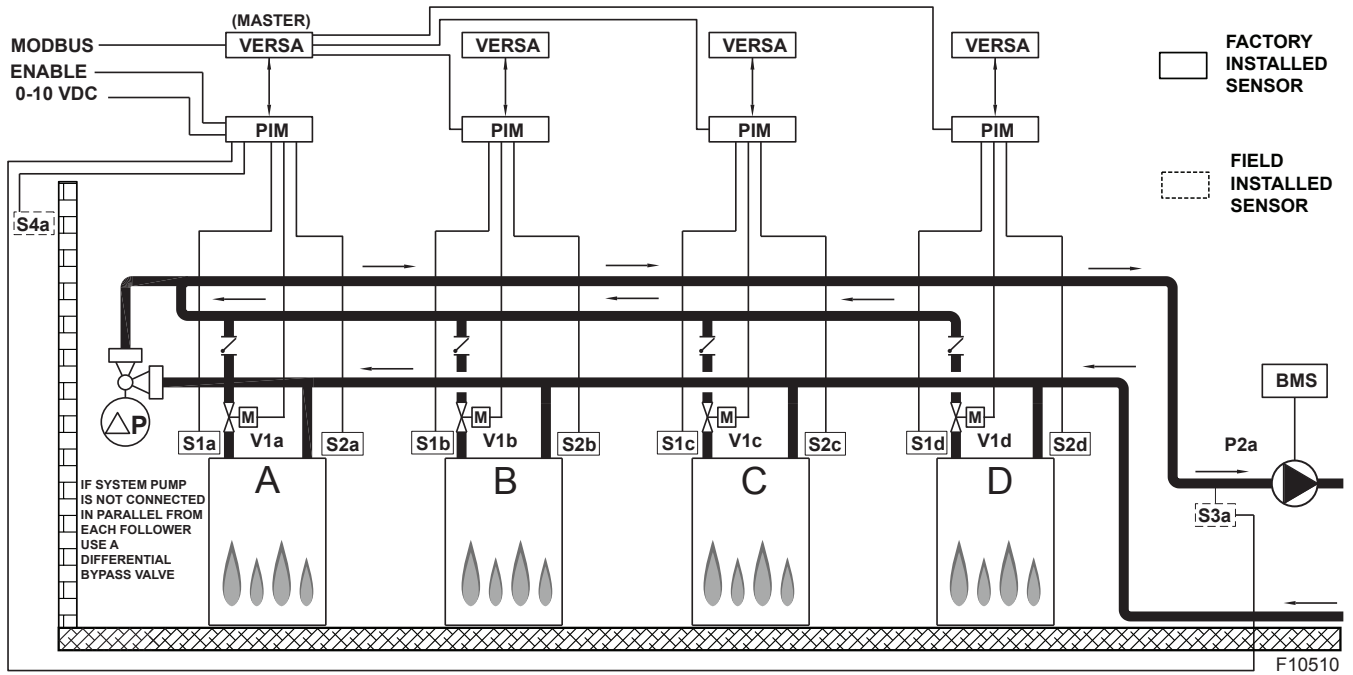 (MASTER)
MODBUS
VERSA
VERSA
VERSA
VERSA
FACTORY
INSTALLED
SENSOR
ENABLE
0-10 VDC
PIM
PIM
PIM
PIM
FIELD
INSTALLED
SENSOR
S4a
BMS
ΔP
M
M
M
M
S1a
V1a
S2a
S1b
V1b
S2b
S1c
V1c
S2c
S1d
V1d
S2d
P2a
A
B
C
D
IF SYSTEM PUMP
IS NOT CONNECTED
IN PARALLEL FROM
EACH FOLLOWER
USE A
DIFFERENTIAL
BYPASS VALVE
S3a
F10510